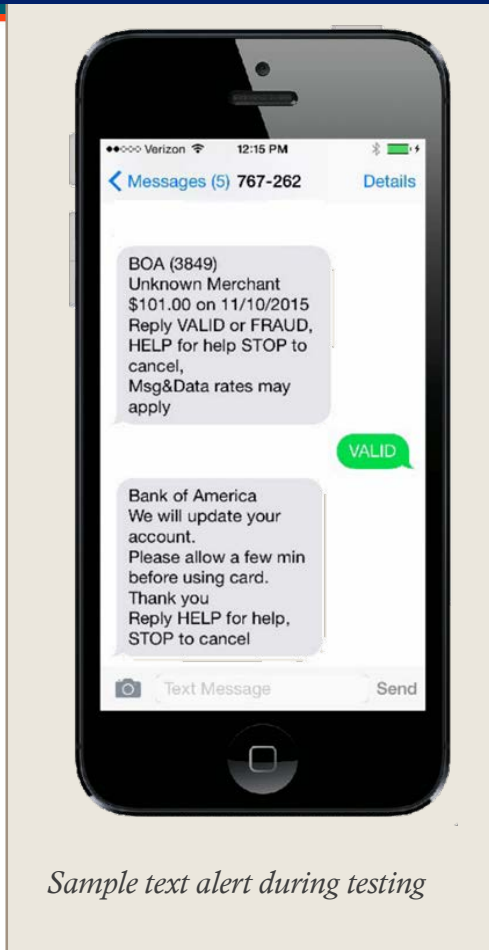 Verizon 12:15 PM
Messages (5) 767-262 Details
BOA (3849)
Unknown Merchant
$101.00 on 11/10/2015
Reply VALID or FRAUD,
HELP for help STOP to
cancel,
Msg&Data rates may
apply
VALID
Bank of America
We will update your
account.
Please allow a few min
before using card.
Thank you
Reply HELP for help,
STOP to cancel
Text Message Send
Sample text alert during testing